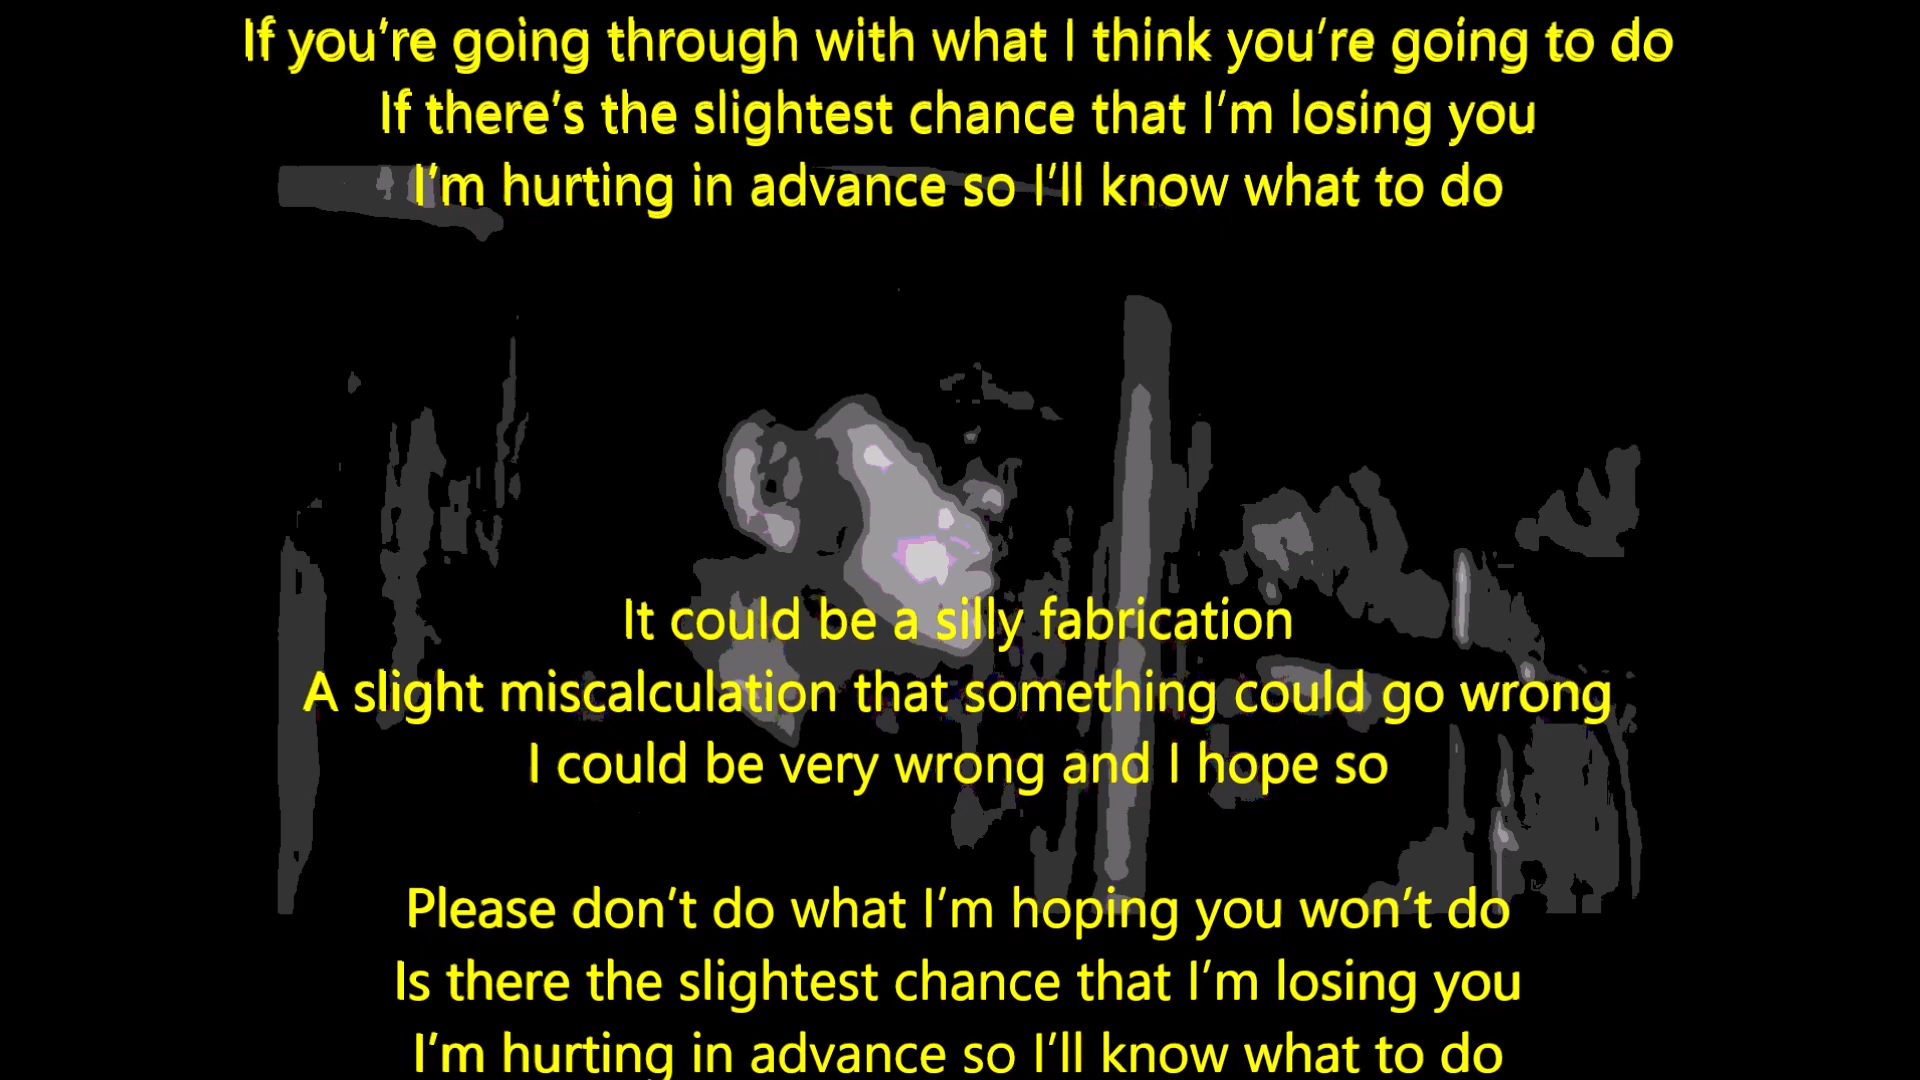 If you're going through with what I think you're going to do
If there's the slightest chance that I'm losing you
I'm hurting in advance so I'll know what to do
It could be a silly fabrication
A slight miscalculation that something could go wrong
I could be very wrong and I hope so
Please don't do what I'm hoping you won't do
Is there the slightest chance that I'm losing you
I'm hurting in advance so I'll know what to do